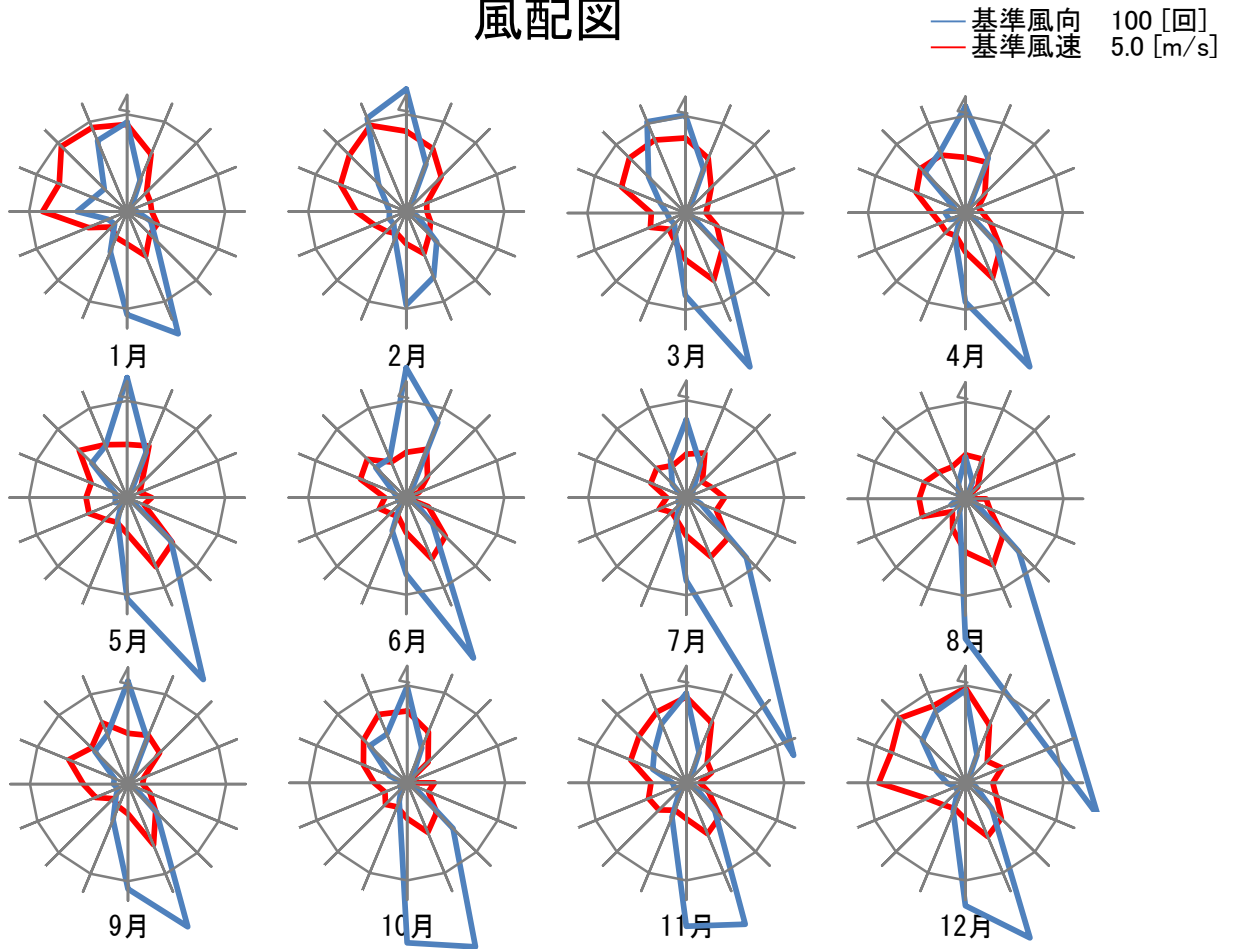 風配図
基準風向 100 [回]
基準風速 5.0 [m/s]
1月
2月
3月
4月
5月
6月
7月
8月
9月
10月
11月
12月